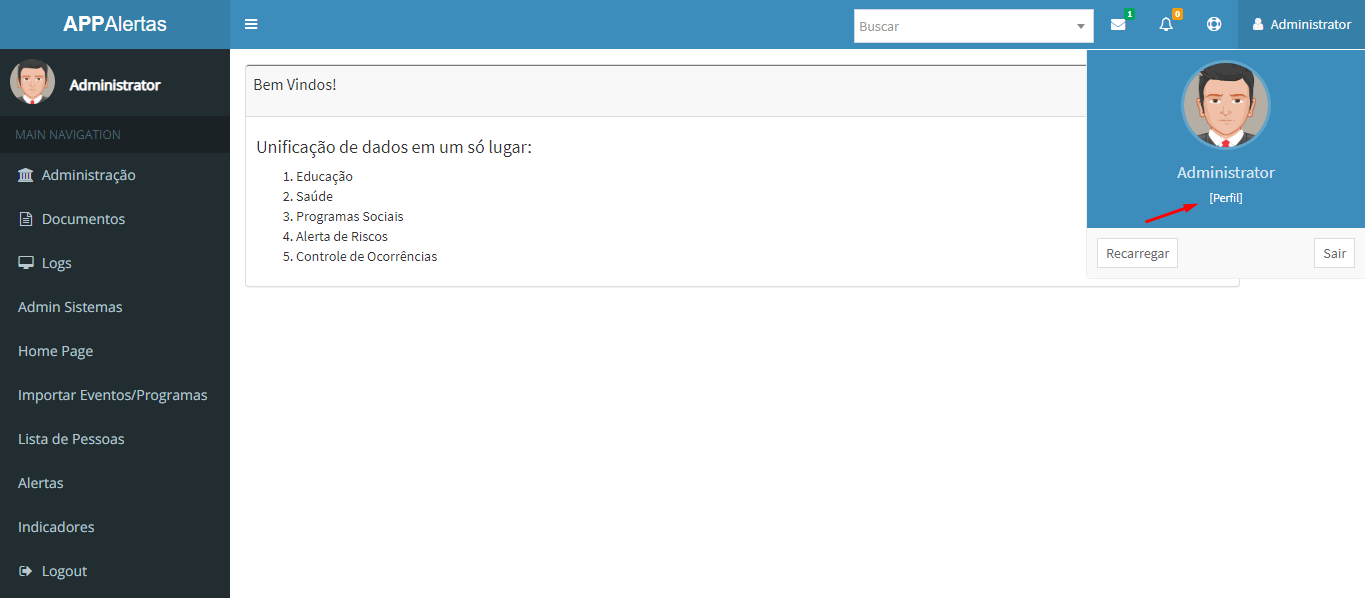 APPAlertas
Buscar
1
0
Administrator
Administrator
MAIN NAVIGATION
Administração
Documentos
Logs
Admin Sistemas
Home Page
Importar Eventos/Programas
Lista de Pessoas
Alertas
Indicadores
Logout
Bem Vindos!
Unificação de dados em um só lugar:
1. Educação
2. Saúde
3. Programas Sociais
4. Alerta de Riscos
5. Controle de Ocorrências
Administrator
[Perfil]
Recarregar
Sair